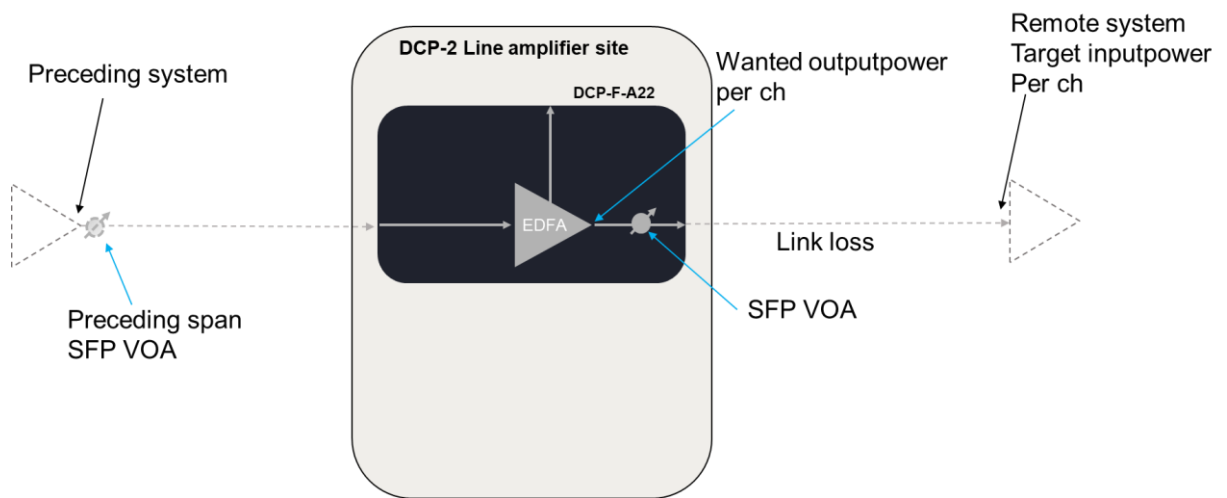 DCP-2 Line amplifier site
Preceding system
DCP-F-A22
Wanted outputpower
per ch
Remote system
Target inputpower
Per ch
EDFA
Link loss
Preceding span
SFP VOA
SFP VOA